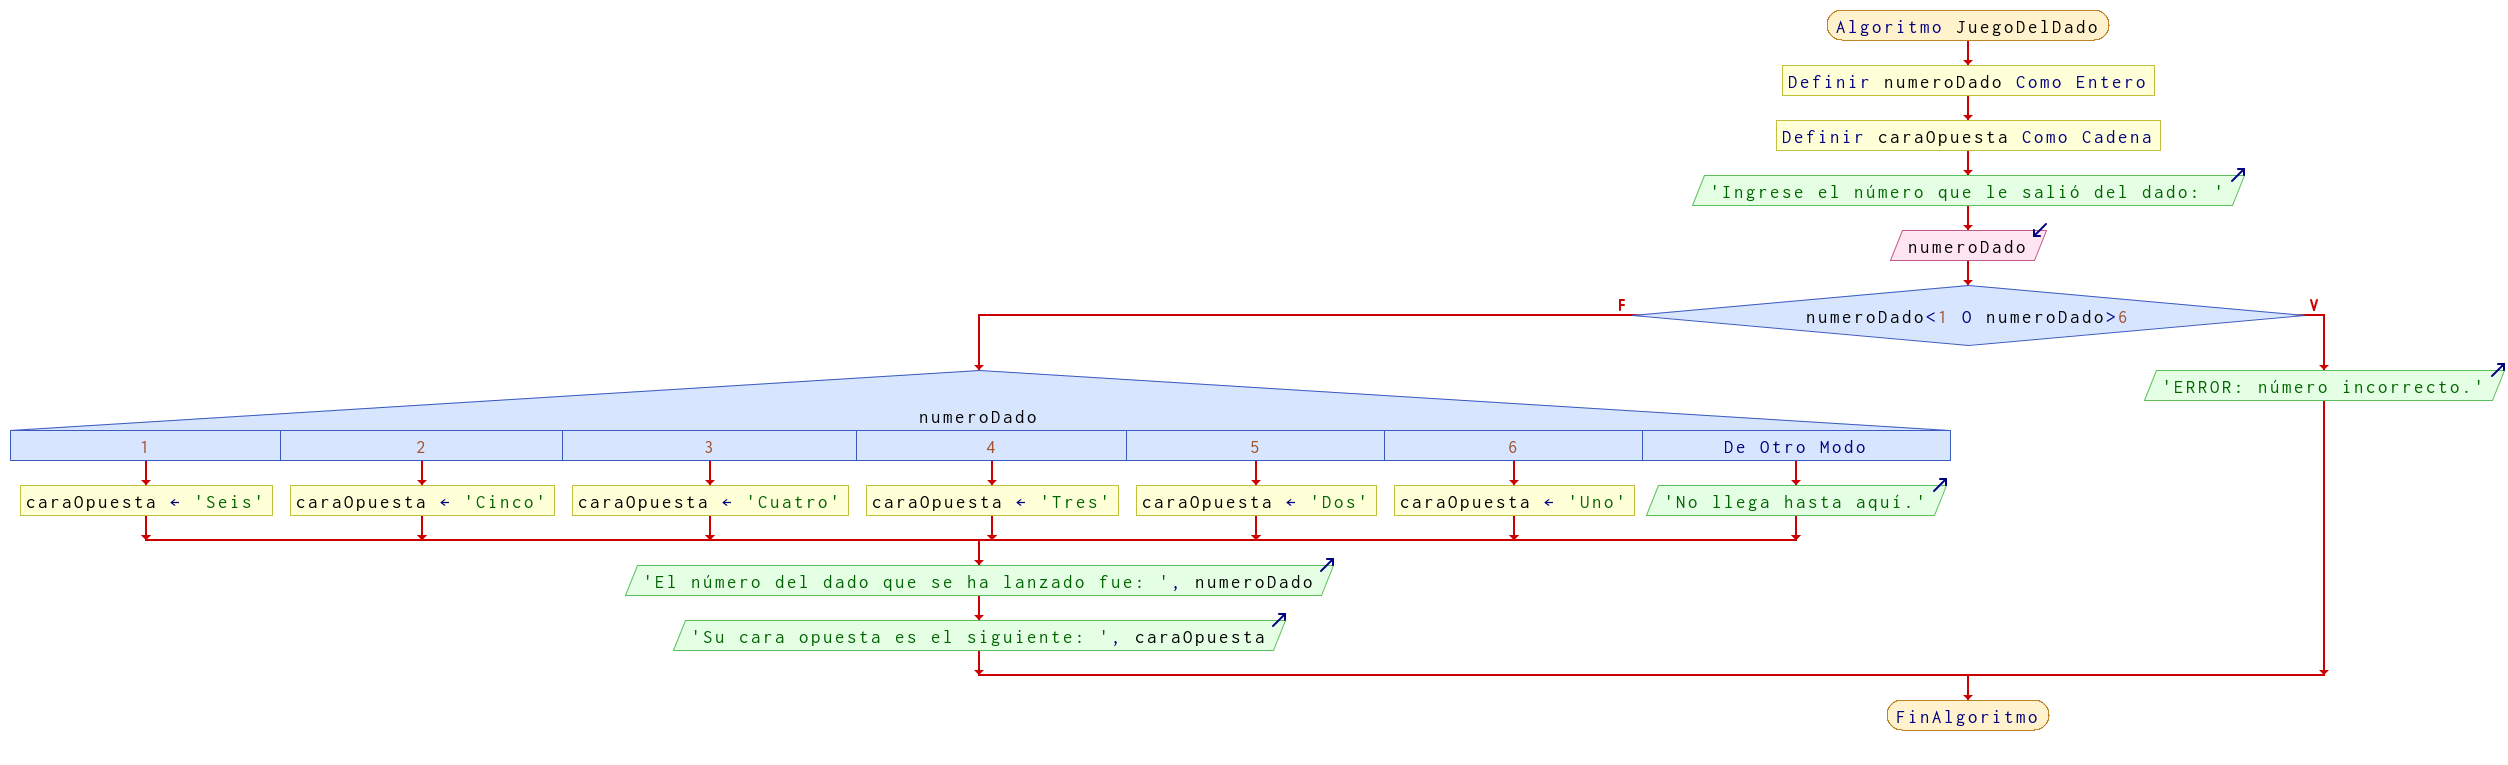 Algoritmo JuegoDelDado
Definir numeroDado Como Entero
Definir caraOpuesta Como Cadena
'Ingrese el número que le salió del dado: '
numeroDado
F
V
numeroDado<1 O numeroDado>6
'ERROR: número incorrecto.'
numeroDado
1 2 3 4 5 6 De Otro Modo
caraOpuesta ← 'Seis' caraOpuesta ← 'Cinco' caraOpuesta ← 'Cuatro' caraOpuesta ← 'Tres' caraOpuesta ← 'Dos' caraOpuesta ← 'Uno' 'No llega hasta aquí.'
'El número del dado que se ha lanzado fue: ', numeroDado
'Su cara opuesta es el siguiente: ', caraOpuesta
FinAlgoritmo